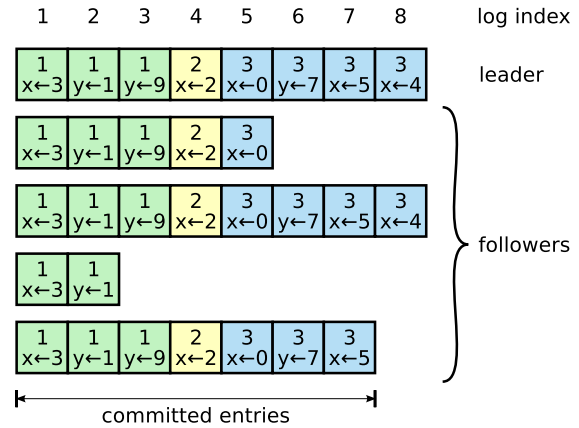 1 2 3 4 5 6 7 8 log index
1 1 1 2 3 3 3 3
x←3 y←1 y←9 x←2 x←0 y←7 x←5 x←4
leader
1 1 1 2 3
x←3 y←1 y←9 x←2 x←0
1 1 1 2 3 3 3 3
x←3 y←1 y←9 x←2 x←0 y←7 x←5 x←4
followers
1 1
x←3 y←1
1 1 1 2 3 3 3
x←3 y←1 y←9 x←2 x←0 y←7 x←5
committed entries